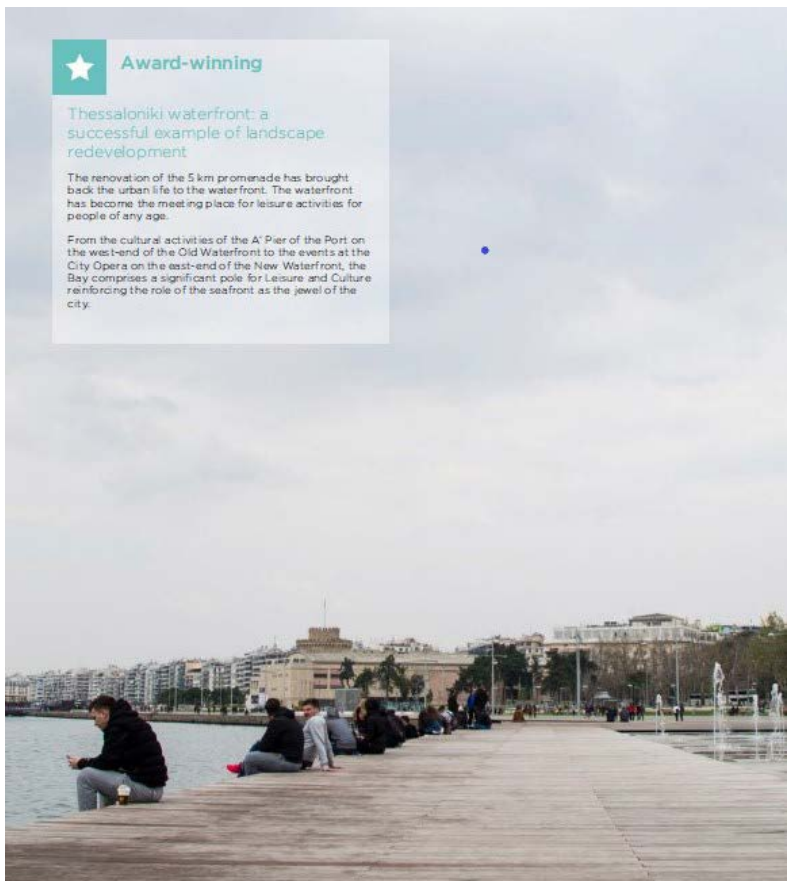 Award-winning
Thessaloniki waterfront: a
successful example of landscape
redevelopment
The renovation of the 5 km promenade has brought
back the urban life to the waterfront. The waterfront
has become the meeting place for leisure activities for
people of any age.
From the cultural activities of the A' Pier of the Port on
the west-end of the Old Waterfront to the events at the
City Opera on the east-end of the New Waterfront, the
Bay comprises a significant pole for Leisure and Culture
reinforcing the role of the seafront as the jewel of the
city.